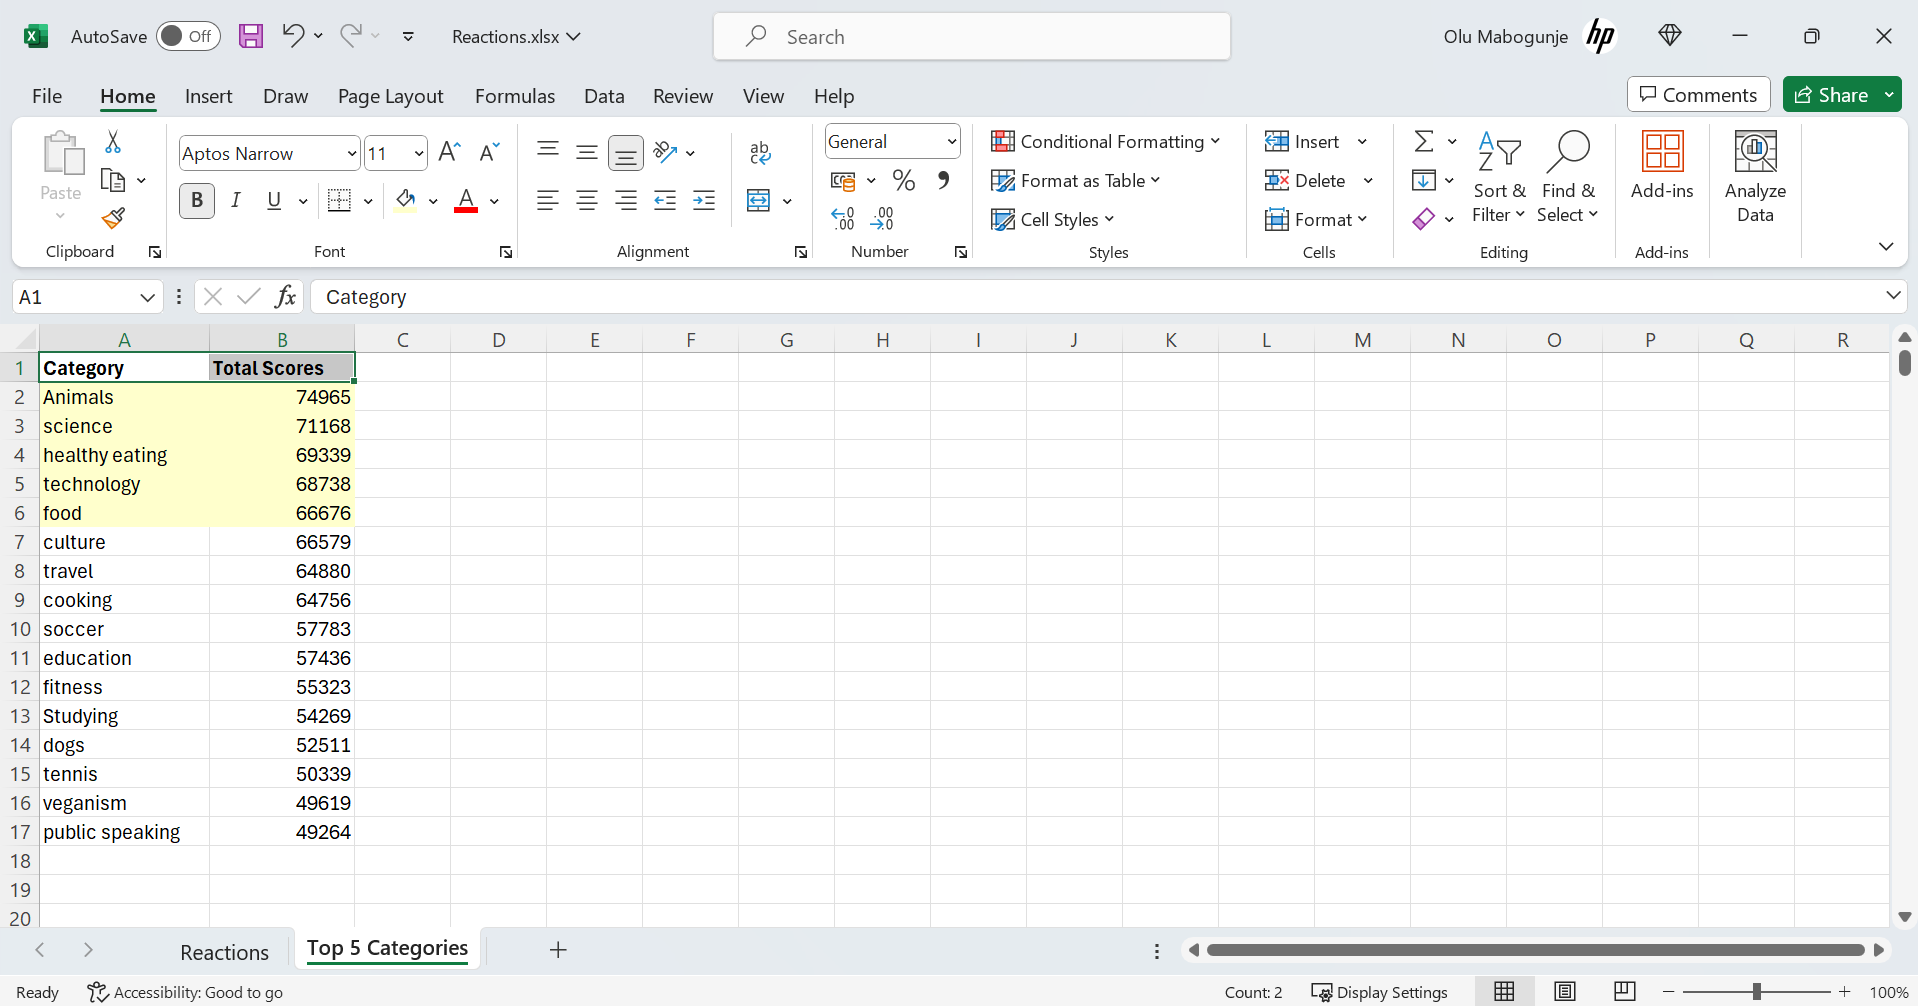 AutoSave Off Reactions.xlsx Search Olu Mabogunje hp
File Home Insert Draw Page Layout Formulas Data Review View Help Comments Share
Paste
Clipboard
Aptos Narrow 11
B I U A
Font
ab
c
Alignment
General
% 9
.00 .00
Number
Conditional Formatting
Format as Table
Cell Styles
Styles
Insert
Delete
Format
Cells
Sort &
Filter
Find &
Select
Editing
Add-ins
Add-ins
Analyze
Data
A1 fx Category
A B C D E F G H I J K L M N O P Q R
1 Category Total Scores
2 Animals 74965
3 science 71168
4 healthy eating 69339
5 technology 68738
6 food 66676
7 culture 66579
8 travel 64880
9 cooking 64756
10 soccer 57783
11 education 57436
12 fitness 55323
13 Studying 54269
14 dogs 52511
15 tennis 50339
16 veganism 49619
17 public speaking 49264
18
19
20
Reactions Top 5 Categories
Ready Accessibility: Good to go Count: 2 Display Settings 100%